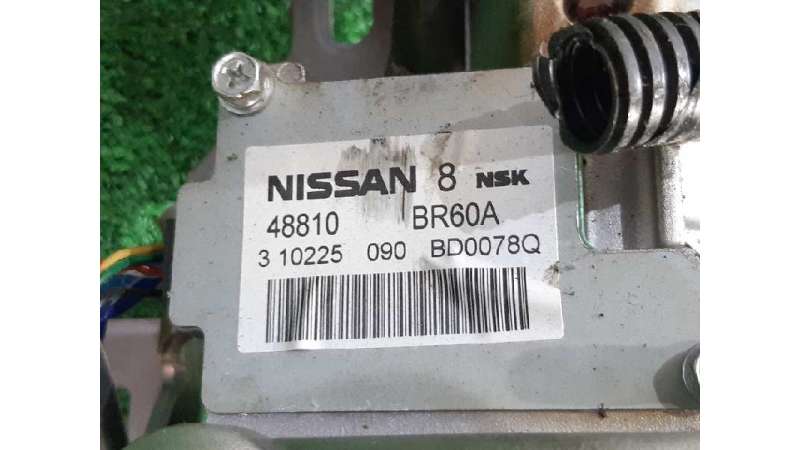 NISSAN 8 NSK
48810 BR60A
3 10225 090 BD0078Q